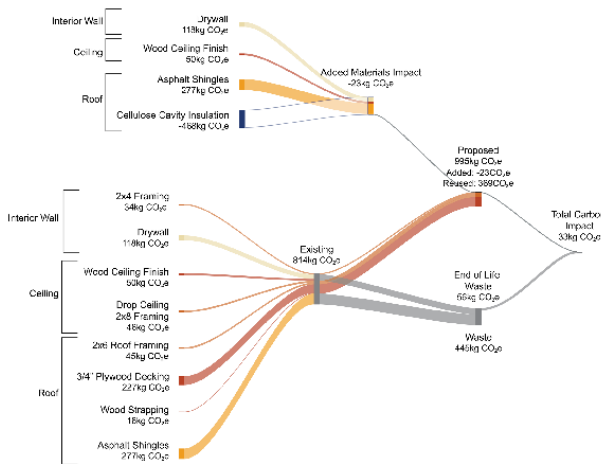 Interior Wall
Drywall
118kg CO₂e
Ceiling
Wood Ceiling Finish
50kg CO₂e
Roof
Asphalt Shingles
277kg CO₂e
Cellulose Cavity Insulation
-468kg CO₂e
Added Materials Impact
-23kg CO₂e
Proposed
995kg CO₂e
Added: -23CO₂e
Reused: 369CO₂e
Total Carbo
Impact
33kg CO₂e
Interior Wall
2x4 Framing
34kg CO₂e
Drywall
118kg CO₂e
Existing
814kg CO₂e
Ceiling
Wood Ceiling Finish
50kg CO₂e
Drop Ceiling
2x8 Framing
46kg CO₂e
End of Life
Waste
56kg CO₂e
Waste
445kg CO₂e
Roof
2x6 Roof Framing
45kg CO₂e
3/4" Plywood Decking
227kg CO₂e
Wood Strapping
16kg CO₂e
Asphalt Shingles
277kg CO₂e